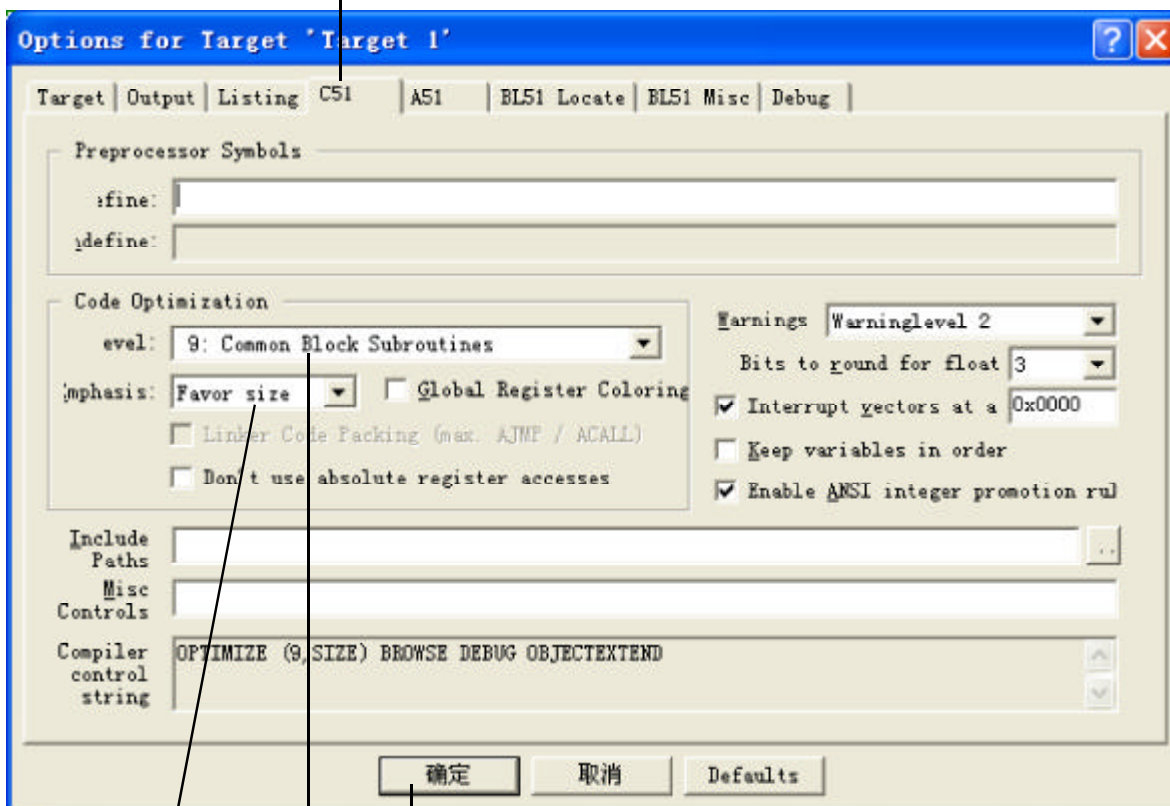 Options for Target 'Target 1'
Target Output Listing C51 A51 BL51 Locate BL51 Misc Debug
Preprocessor Symbols
efine:
define:
Code Optimization
evel: 9: Common Block Subroutines
Warnings Warninglevel 2
Bits to round for float 3
mphasis: Favor size Global Register Coloring
Interrupt vectors at a 0x0000
Linker Code Packing (max. AJMP / ACALL)
Keep variables in order
Don't use absolute register accesses
Enable ANSI integer promotion rul
Include Paths
..
Misc Controls
Compiler control string
OPTIMIZE (9,SIZE) BROWSE DEBUG OBJECTEXTEND
确定 取消 Defaults